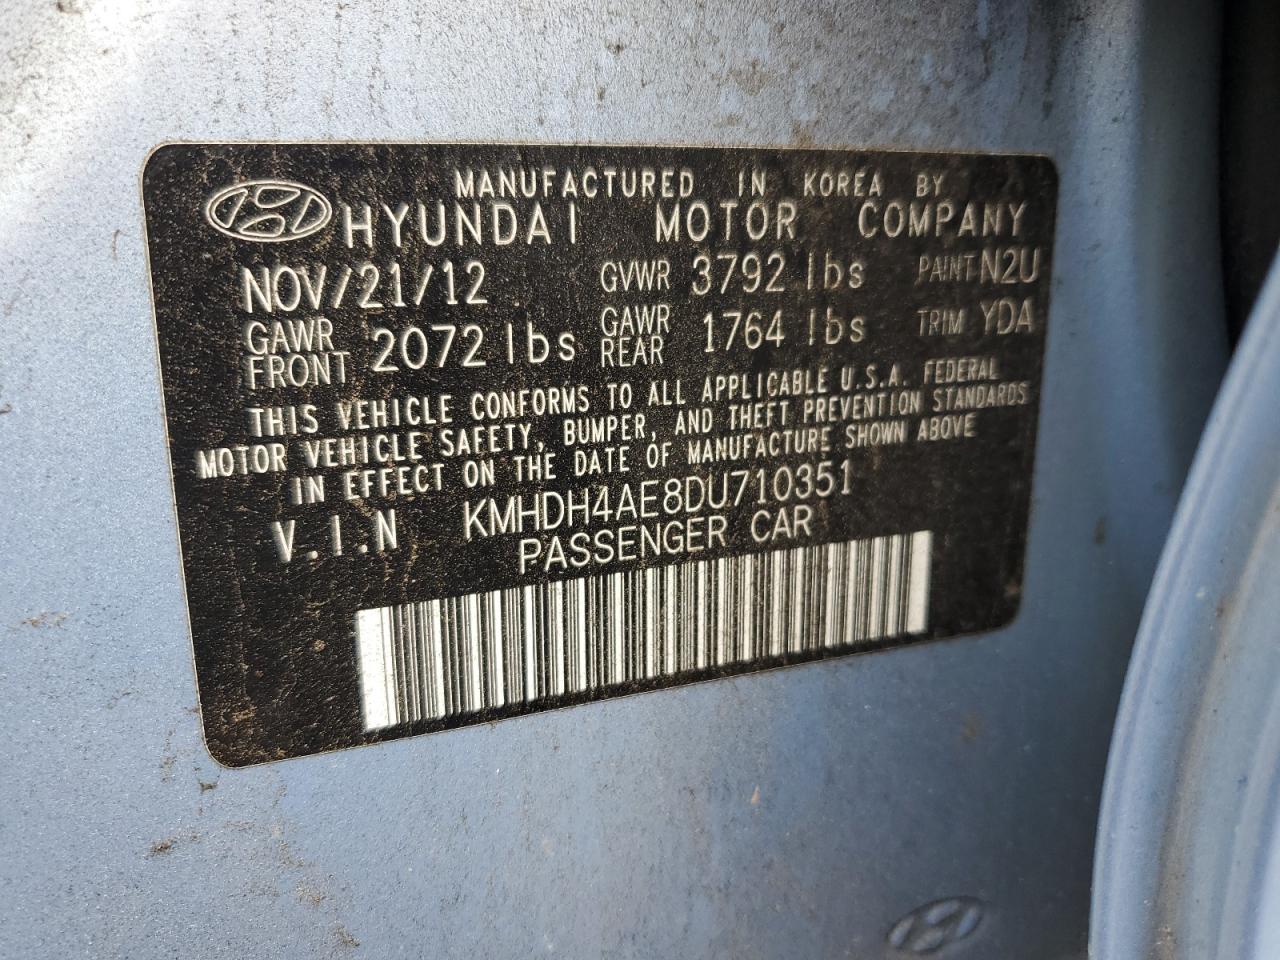 MANUFACTURED IN KOREA BY
HYUNDAI MOTOR COMPANY
NOV/21/12 GVWR 3792 lbs PAINT N2U
GAWR FRONT 2072 lbs GAWR REAR 1764 lbs TRIM YDA
THIS VEHICLE CONFORMS TO ALL APPLICABLE U.S.A. FEDERAL
MOTOR VEHICLE SAFETY, BUMPER, AND THEFT PREVENTION STANDARDS
IN EFFECT ON THE DATE OF MANUFACTURE SHOWN ABOVE
V.I.N KMHDH4AE8DU710351
PASSENGER CAR